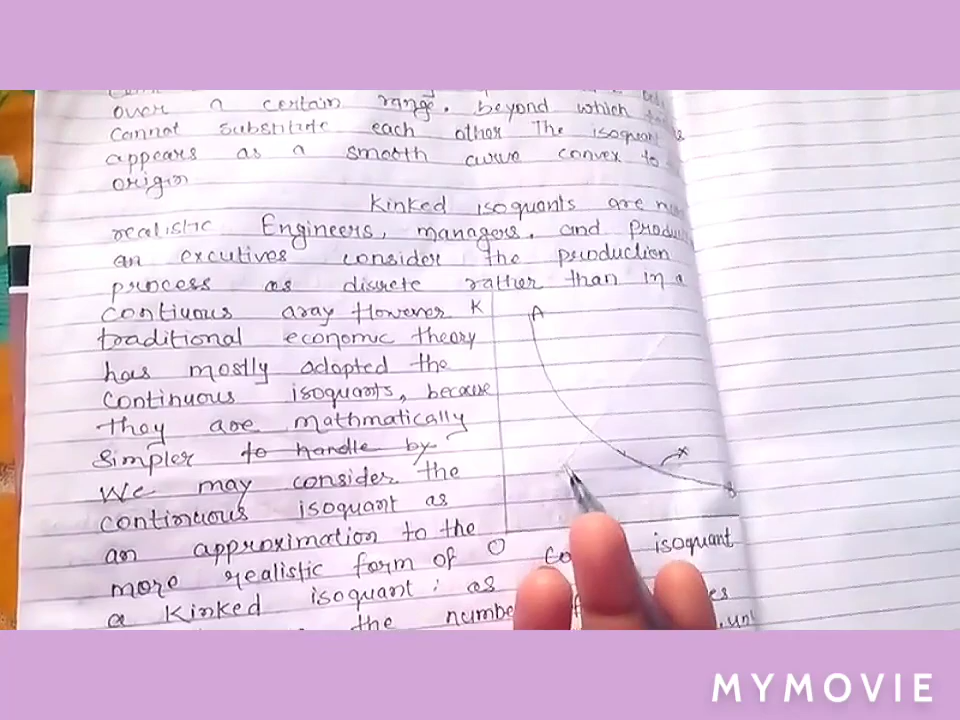 over a certain range. beyond which
cannot substitute each other The isoquant is
appears as a smooth curve convex to
origin
Kinked isoquants are
realistic Engineers, managers. and
an excutives consider the production
process as discrete rather than in a
contiuous aray However K
A
traditional economic theory
has mostly adopted the
continuous isoquants, because
they are mathmatically
simpler to handle by
We may consider the
continuous isoquant as
an approximation to the
O isoquant
more realistic form of
a kinked isoquant : as
the
MYMOVIE